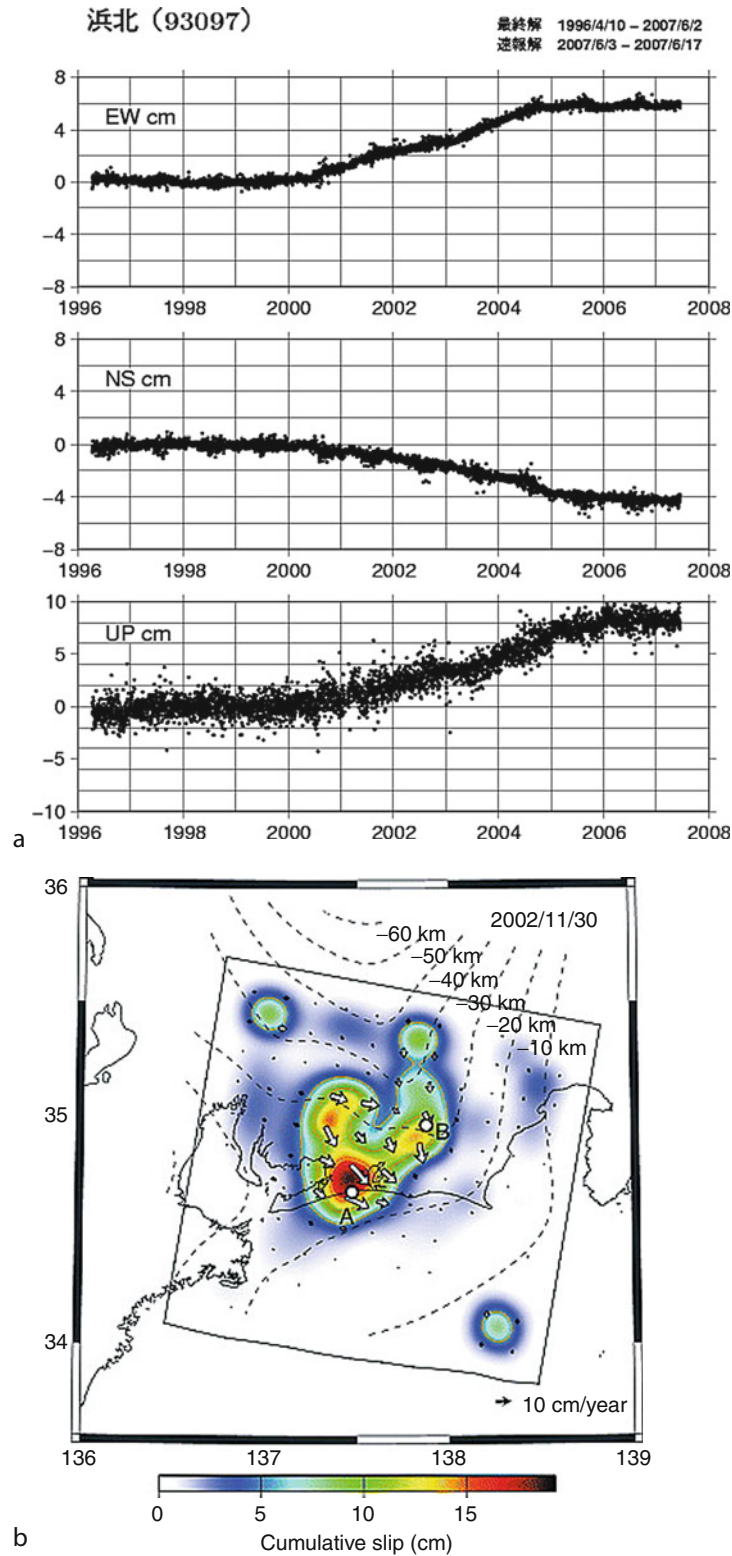 浜北（93097）
最終解 1996/4/10 − 2007/6/2
速報解 2007/6/3 − 2007/6/17
8
EW cm
4
0
−4
−8
1996 1998 2000 2002 2004 2006 2008
8
NS cm
4
0
−4
−8
1996 1998 2000 2002 2004 2006 2008
10
UP cm
5
0
−5
−10
1996 1998 2000 2002 2004 2006 2008
a
36
2002/11/30
−60 km
−50 km
−40 km
−30 km
−20 km
−10 km
35
B
A
34
10 cm/year
136 137 138 139
0 5 10 15
Cumulative slip (cm)
b